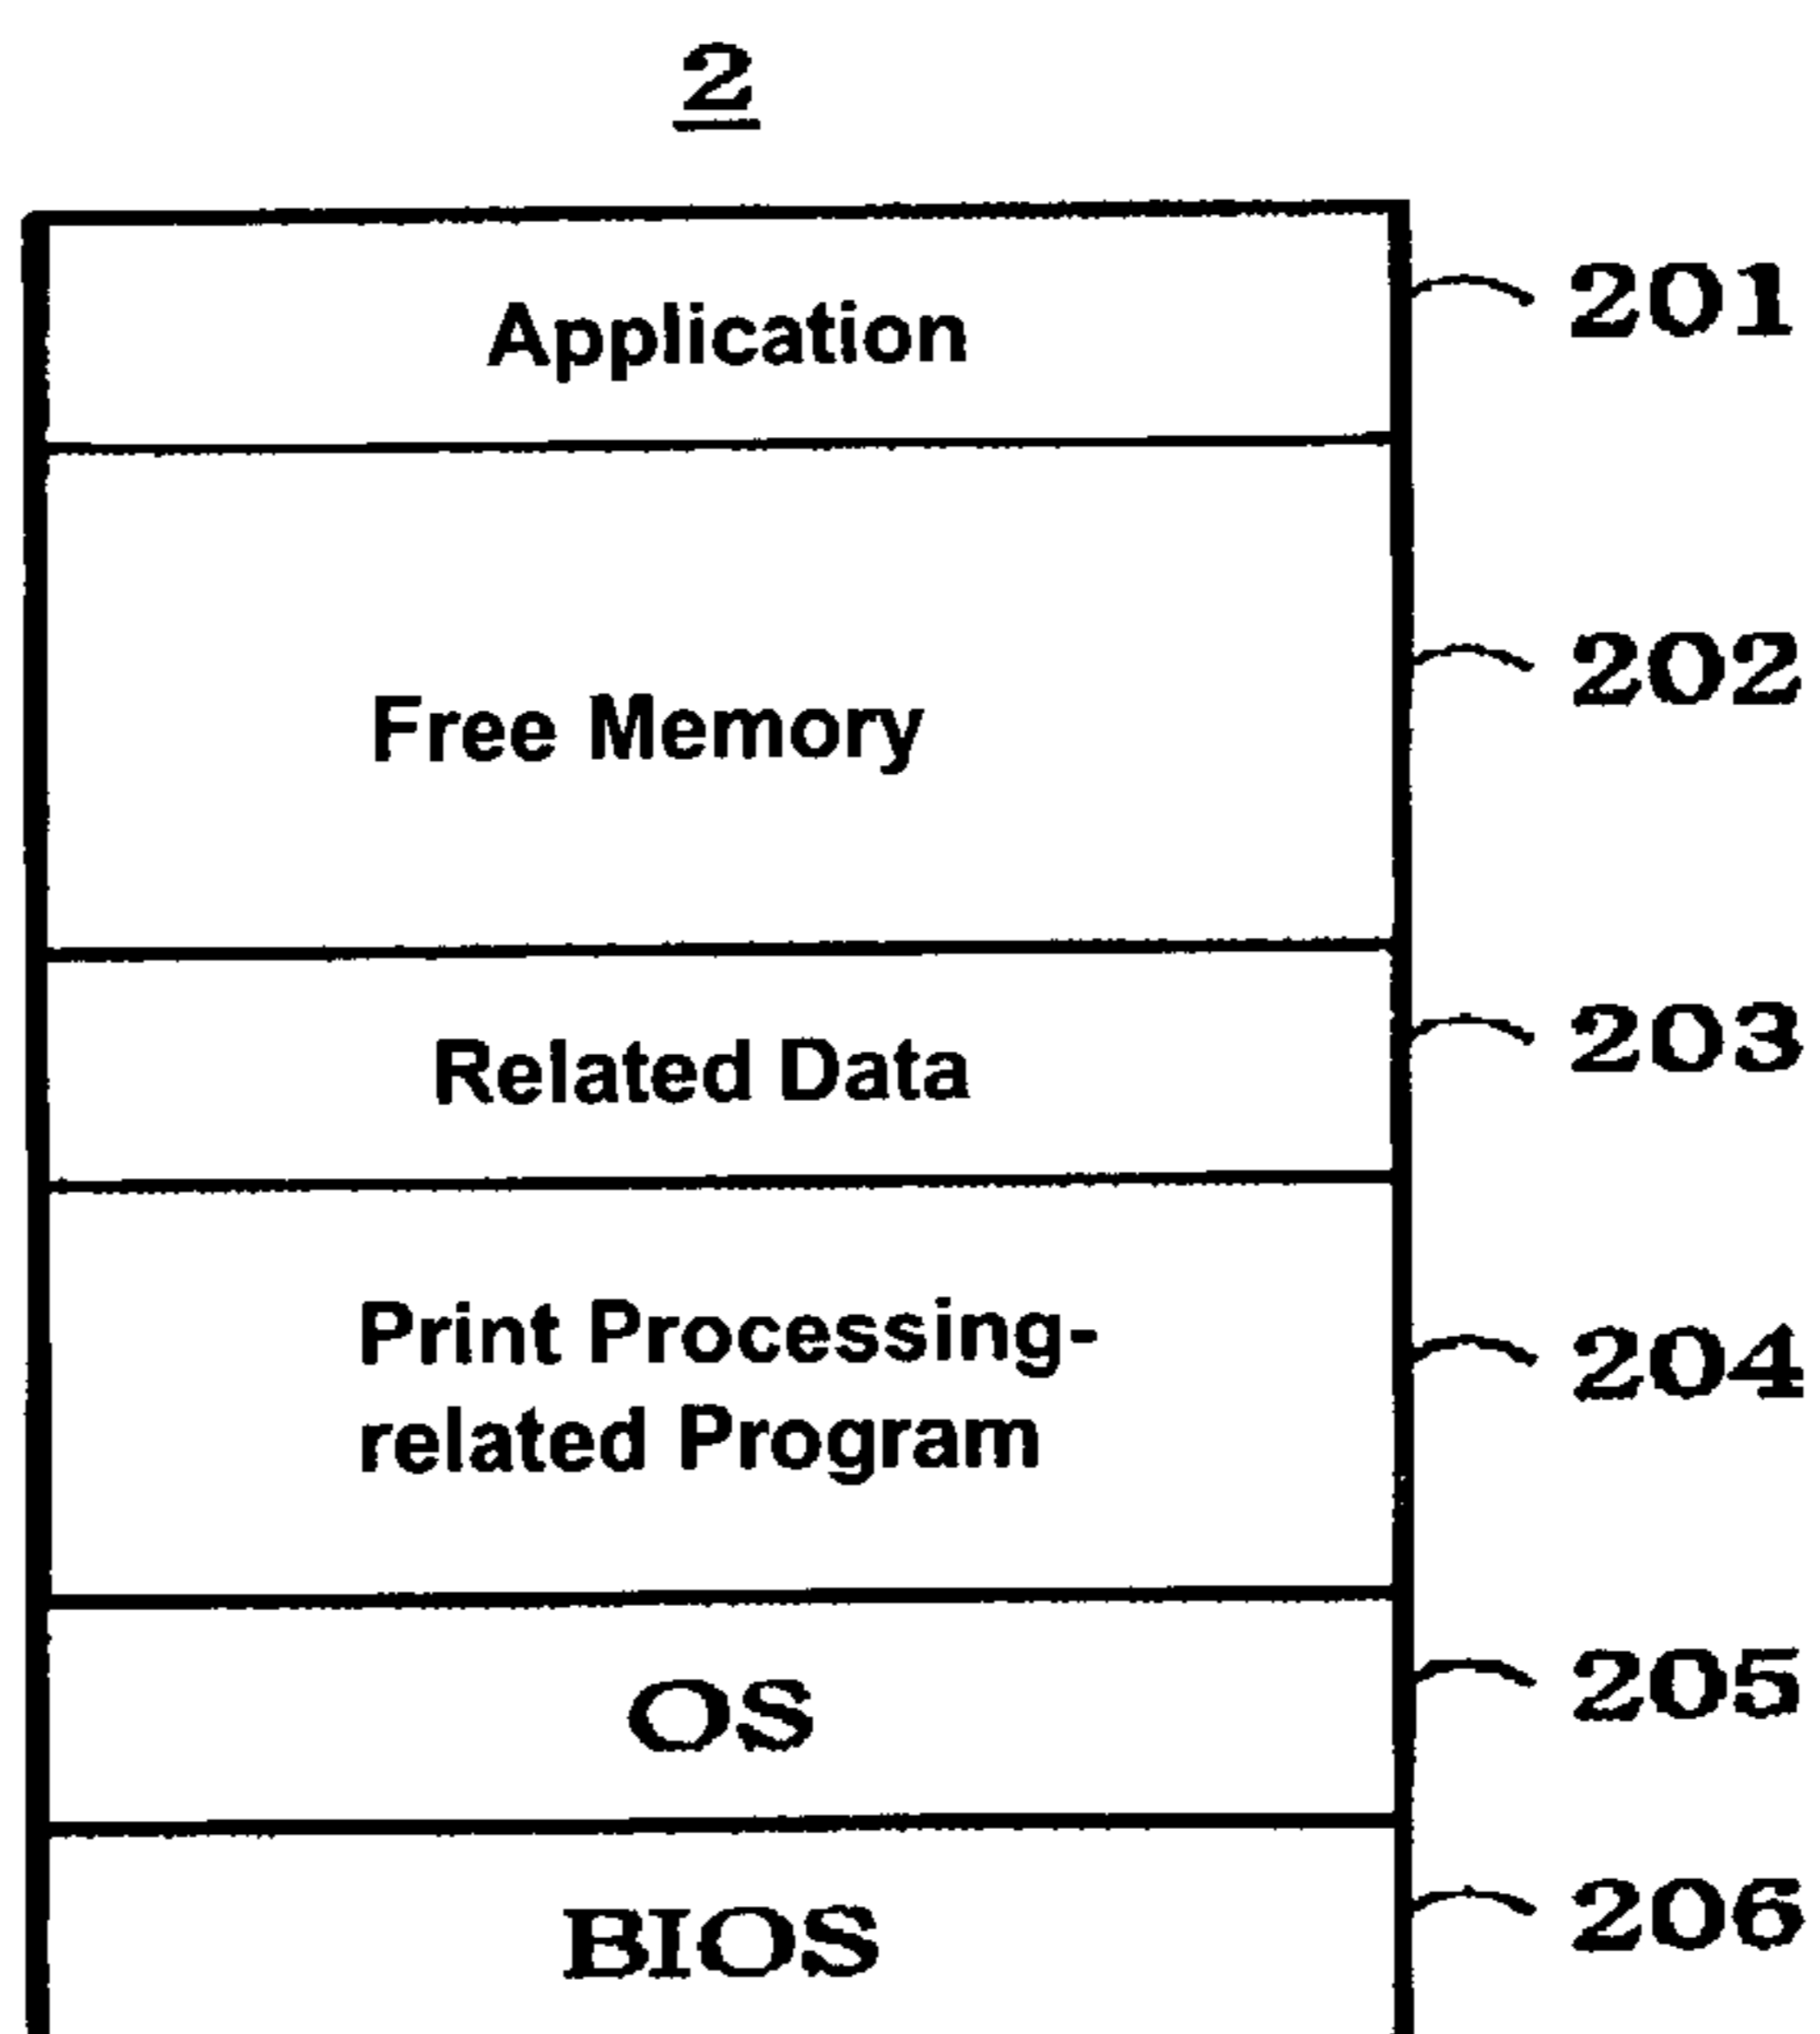 2
Application 201
Free Memory 202
Related Data 203
Print Processing- 204
related Program
OS 205
BIOS 206